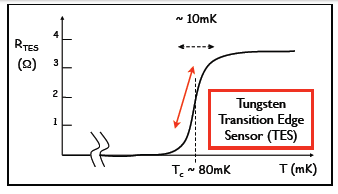 ~ 10mK
R_TES
(Ω)
4
3
2
1
Tungsten
Transition Edge
Sensor (TES)
T_c ~ 80mK
T (mK)